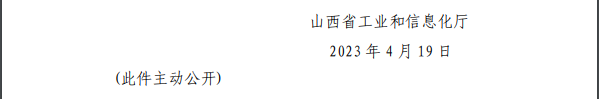 山西省工业和信息化厅
2023 年 4 月 19 日
(此件主动公开)